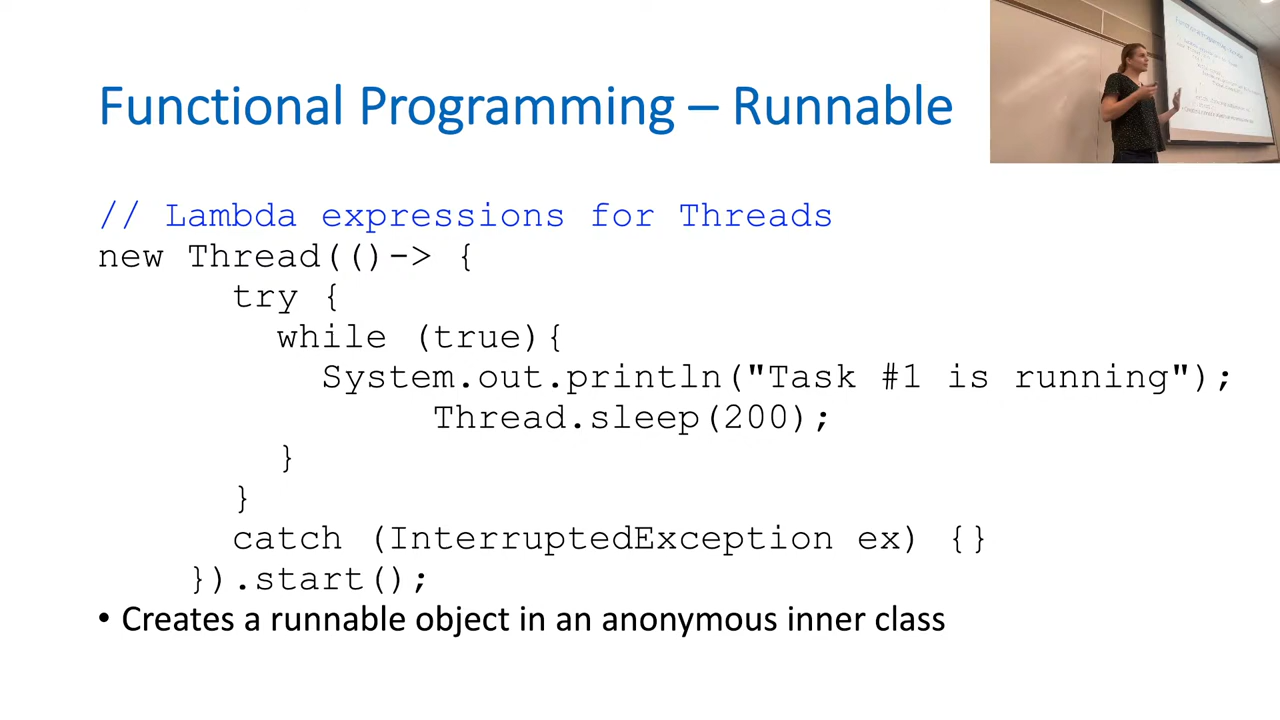 Functional Programming – Runnable
// Lambda expressions for Threads
new Thread(()-> {
try {
while (true){
System.out.println("Task #1 is running");
Thread.sleep(200);
}
}
catch (InterruptedException ex) {}
}).start();
• Creates a runnable object in an anonymous inner class